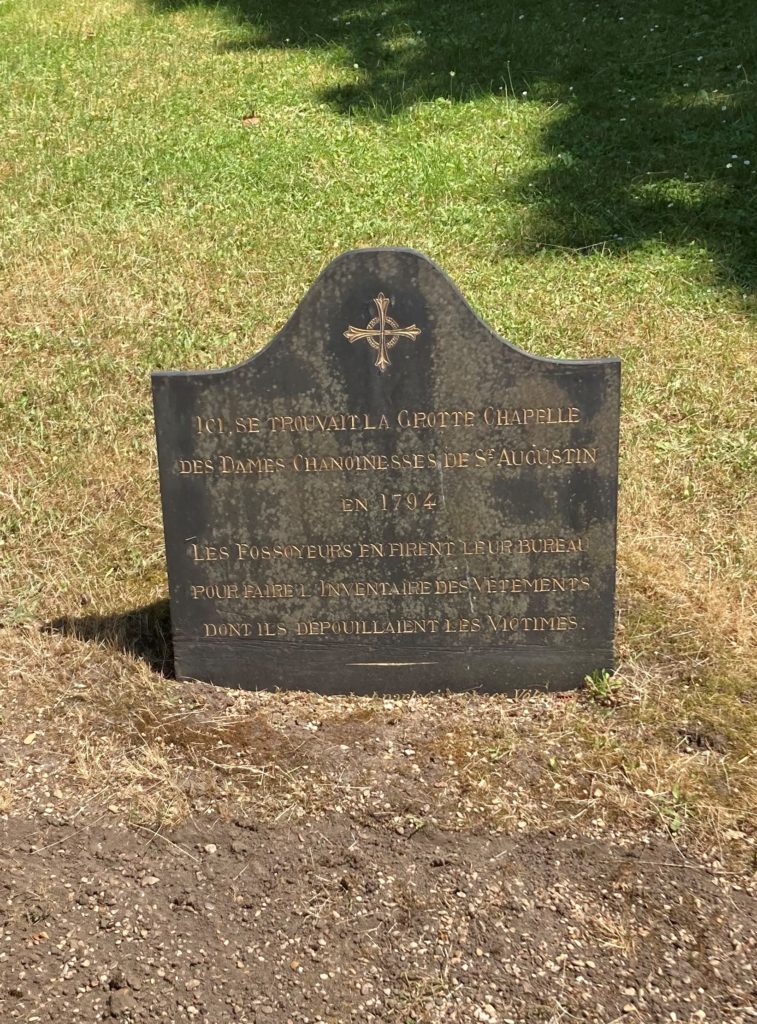 ICI, SE TROUVAIT LA GROTTE CHAPELLE
DES DAMES CHANOINESSES DE ST AUGUSTIN
EN 1794
LES FOSSOYEURS EN FIRENT LEUR BUREAU
POUR FAIRE L'INVENTAIRE DES VÊTEMENTS
DONT ILS DÉPOUILLAIENT LES VICTIMES.